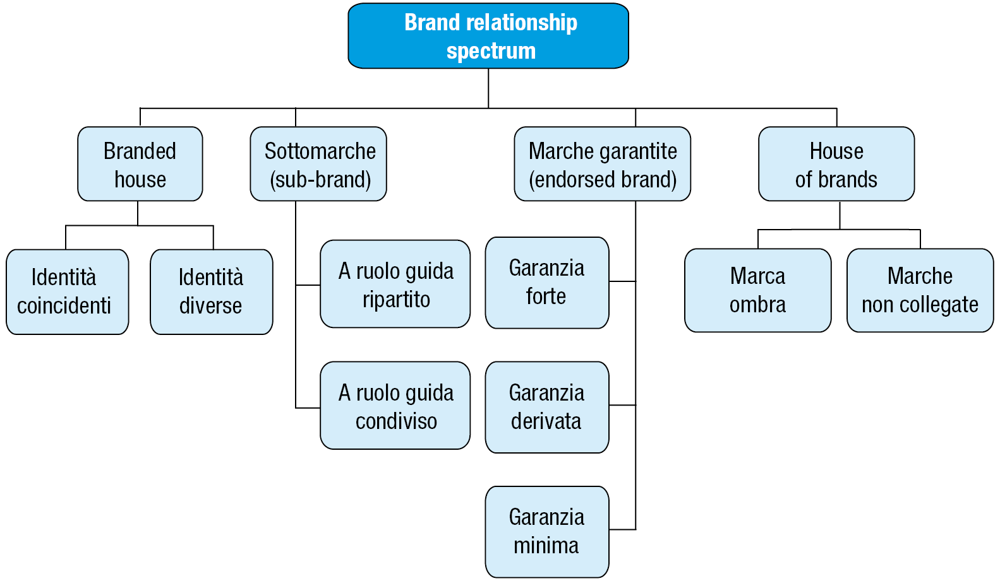 Brand relationship
spectrum
Branded
house
Sottomarche
(sub-brand)
Marche garantite
(endorsed brand)
House
of brands
Identità
coincidenti
Identità
diverse
A ruolo guida
ripartito
A ruolo guida
condiviso
Garanzia
forte
Garanzia
derivata
Garanzia
minima
Marca
ombra
Marche
non collegate